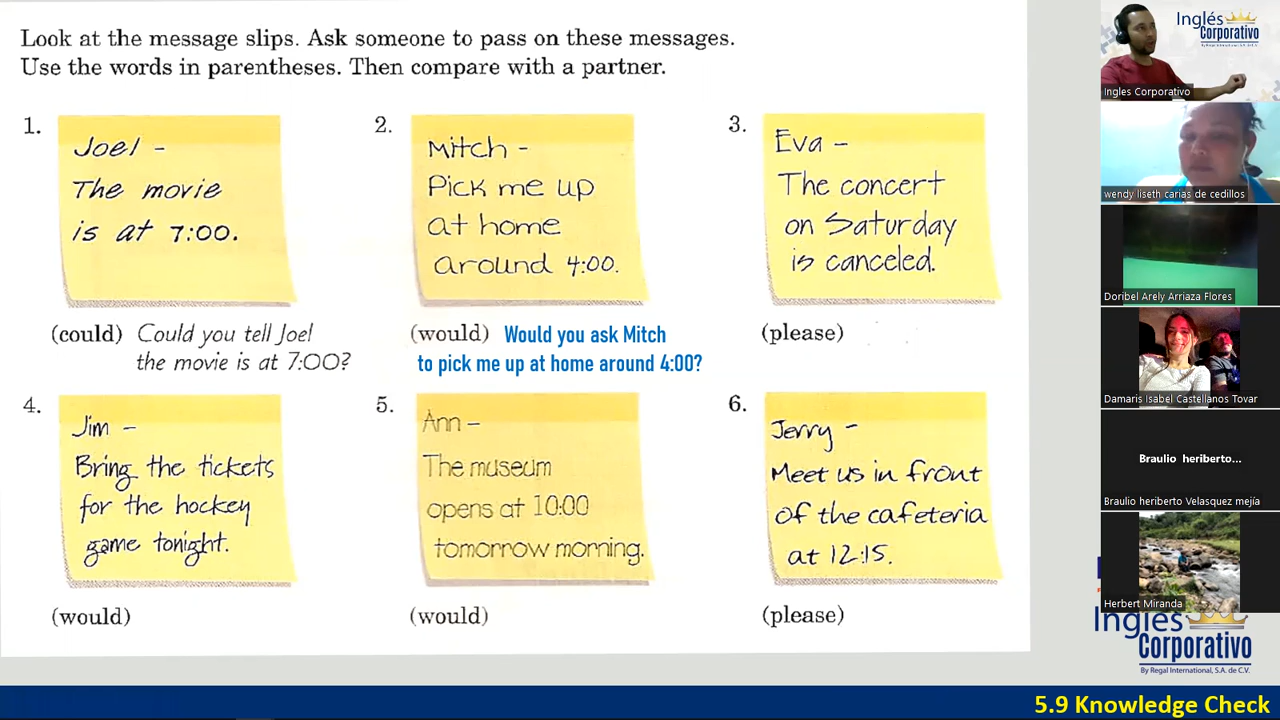 Look at the message slips. Ask someone to pass on these messages.
Use the words in parentheses. Then compare with a partner.
1.
Joel –
The movie
is at 7:00.
(could) Could you tell Joel
the movie is at 7:00?
2.
Mitch –
Pick me up
at home
around 4:00.
(would) Would you ask Mitch
to pick me up at home around 4:00?
3.
Eva –
The concert
on Saturday
is canceled.
(please)
4.
Jim –
Bring the tickets
for the hockey
game tonight.
(would)
5.
Ann –
The museum
opens at 10:00
tomorrow morning.
(would)
6.
Jerry –
Meet us in front
of the cafeteria
at 12:15.
(please)
Inglés
Corporativo
By Regal International, S.A. de C.V.
Ingles Corporativo
wendy liseth carias de cedillos
Doribel Arely Arriaza Flores
Damaris Isabel Castellanos Tovar
Braulio heriberto...
Braulio heriberto Velasquez mejía
Herbert Miranda
Inglés
Corporativo
By Regal International, S.A. de C.V.
5.9 Knowledge Check